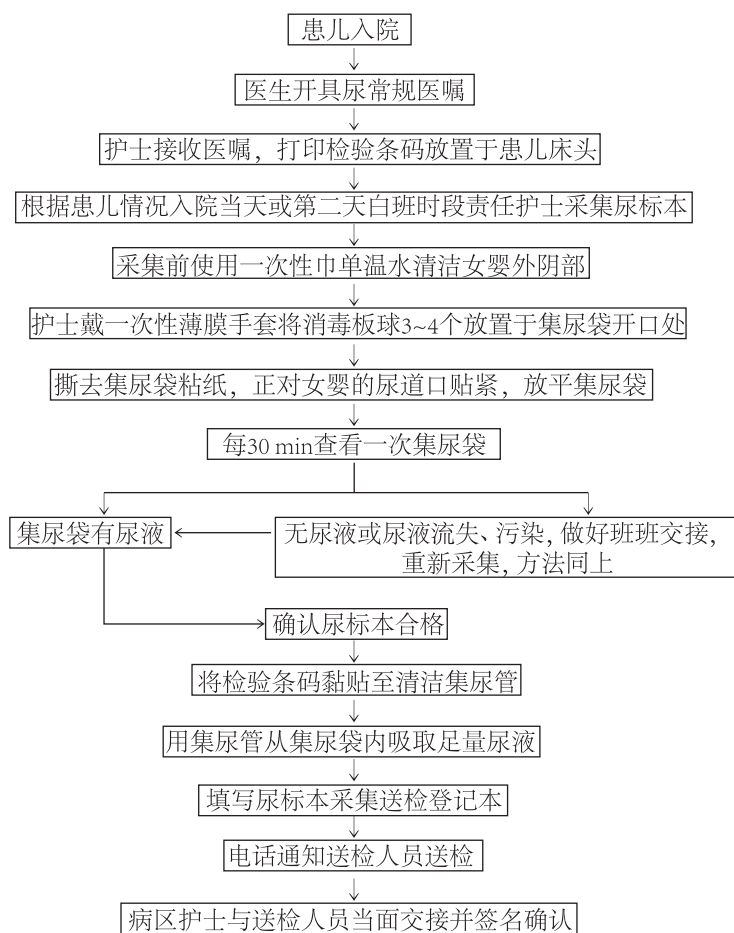 患儿入院
医生开具尿常规医嘱
护士接收医嘱，打印检验条码放置于患儿床头
根据患儿情况入院当天或第二天白班时段责任护士采集尿标本
采集前使用一次性巾单温水清洁女婴外阴部
护士戴一次性薄膜手套将消毒板球3~4个放置于集尿袋开口处
撕去集尿袋粘纸，正对女婴的尿道口贴紧，放平集尿袋
每30 min查看一次集尿袋
集尿袋有尿液
无尿液或尿液流失、污染，做好班班交接，
重新采集，方法同上
确认尿标本合格
将检验条码黏贴至清洁集尿管
用集尿管从集尿袋内吸取足量尿液
填写尿标本采集送检登记本
电话通知送检人员送检
病区护士与送检人员当面交接并签名确认